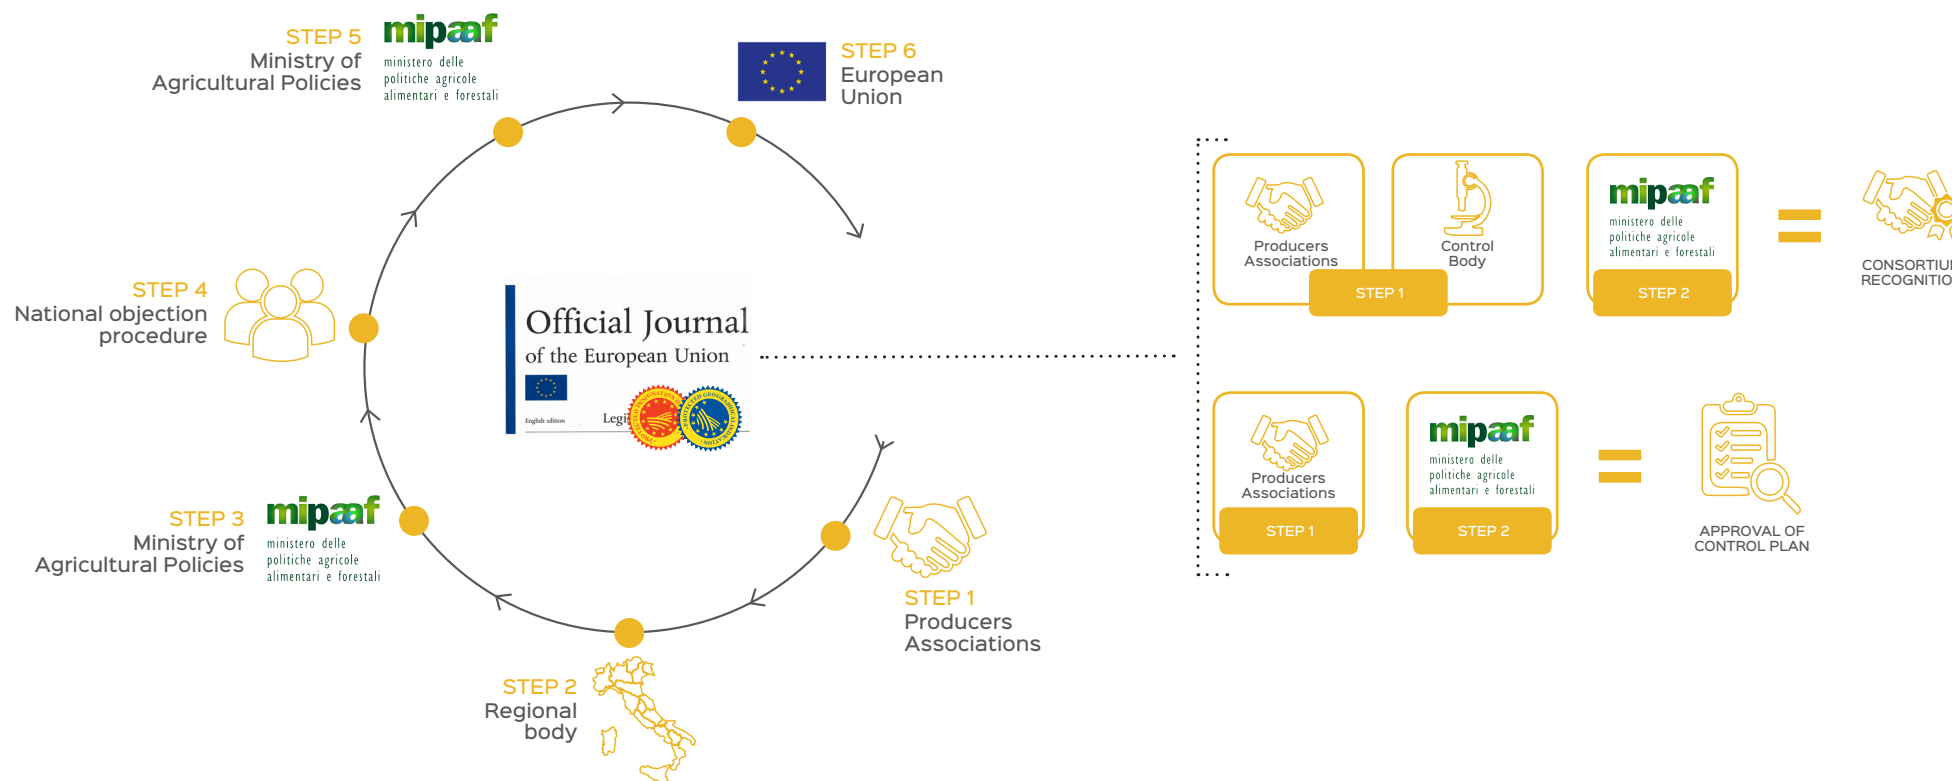 STEP 5
Ministry of
Agricultural Policies
mipaaf
ministero delle
politiche agricole
alimentari e forestali
STEP 6
European
Union
STEP 4
National objection
procedure
Official Journal
of the European Union
English edition
Legi
PROTECTED GEOGRAPHICAL INDICATION
STEP 3
Ministry of
Agricultural Policies
mipaaf
ministero delle
politiche agricole
alimentari e forestali
STEP 1
Producers
Associations
STEP 2
Regional
body
Producers
Associations
Control
Body
STEP 1
mipaaf
ministero delle
politiche agricole
alimentari e forestali
STEP 2
CONSORTIU
RECOGNITIO
Producers
Associations
STEP 1
mipaaf
ministero delle
politiche agricole
alimentari e forestali
STEP 2
APPROVAL OF
CONTROL PLAN